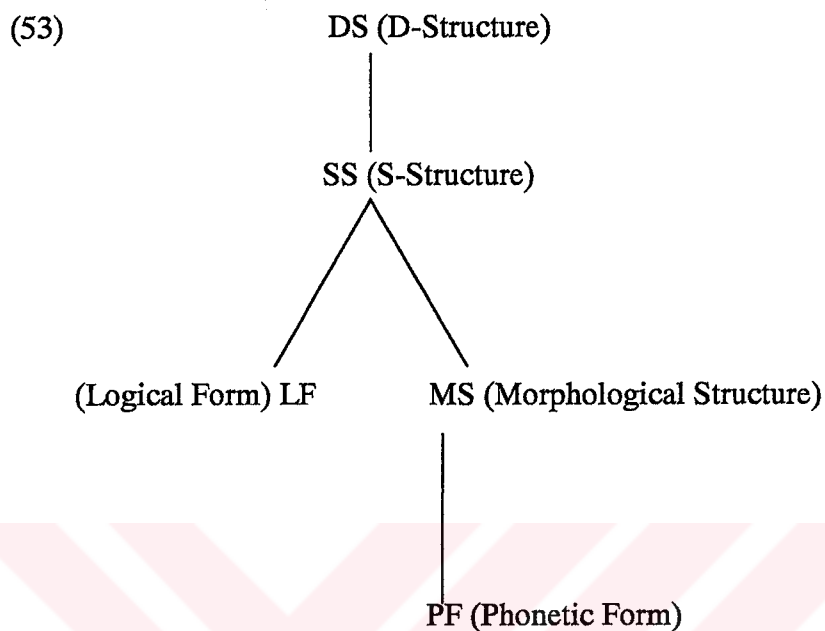 (53) DS (D-Structure)
SS (S-Structure)
(Logical Form) LF MS (Morphological Structure)
PF (Phonetic Form)